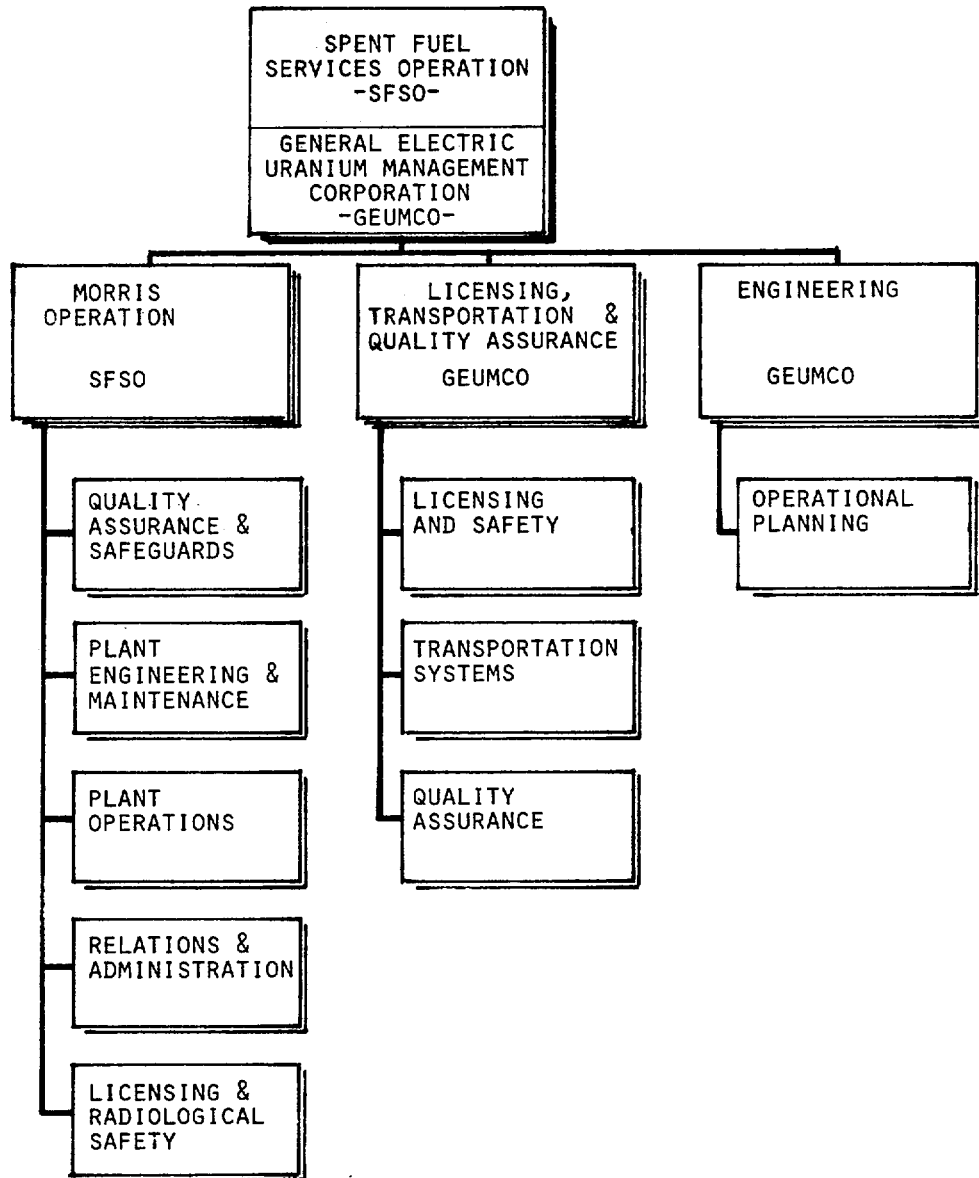 SPENT FUEL
SERVICES OPERATION
-SFSO-
GENERAL ELECTRIC
URANIUM MANAGEMENT
CORPORATION
-GEUMCO-
MORRIS
OPERATION
SFSO
LICENSING,
TRANSPORTATION &
QUALITY ASSURANCE
GEUMCO
ENGINEERING
GEUMCO
QUALITY
ASSURANCE &
SAFEGUARDS
PLANT
ENGINEERING &
MAINTENANCE
PLANT
OPERATIONS
RELATIONS &
ADMINISTRATION
LICENSING &
RADIOLOGICAL
SAFETY
LICENSING
AND SAFETY
TRANSPORTATION
SYSTEMS
QUALITY
ASSURANCE
OPERATIONAL
PLANNING